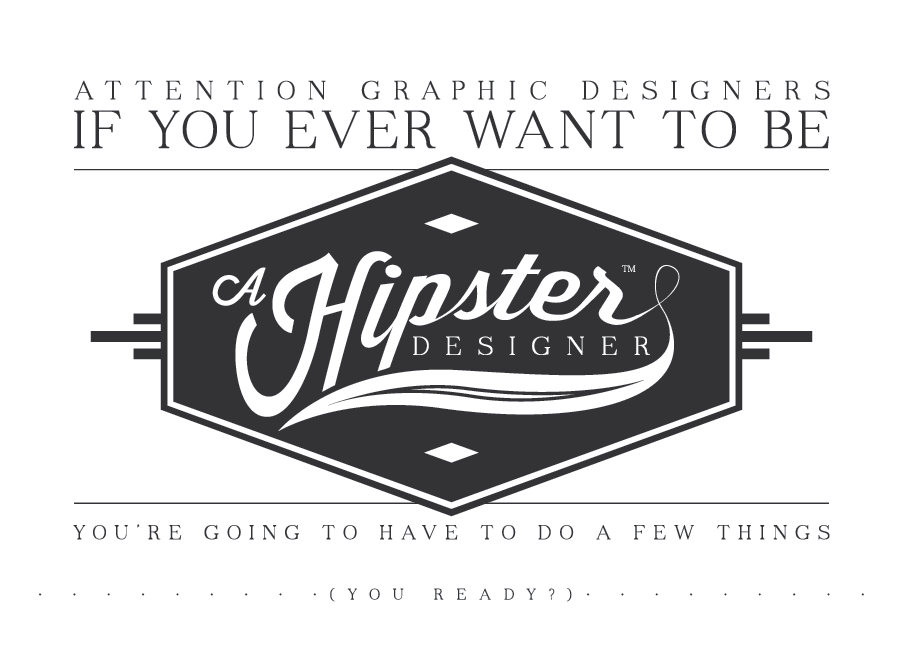 ATTENTION GRAPHIC DESIGNERS
IF YOU EVER WANT TO BE
A Hipster™
DESIGNER
YOU'RE GOING TO HAVE TO DO A FEW THINGS
(YOU READY?)